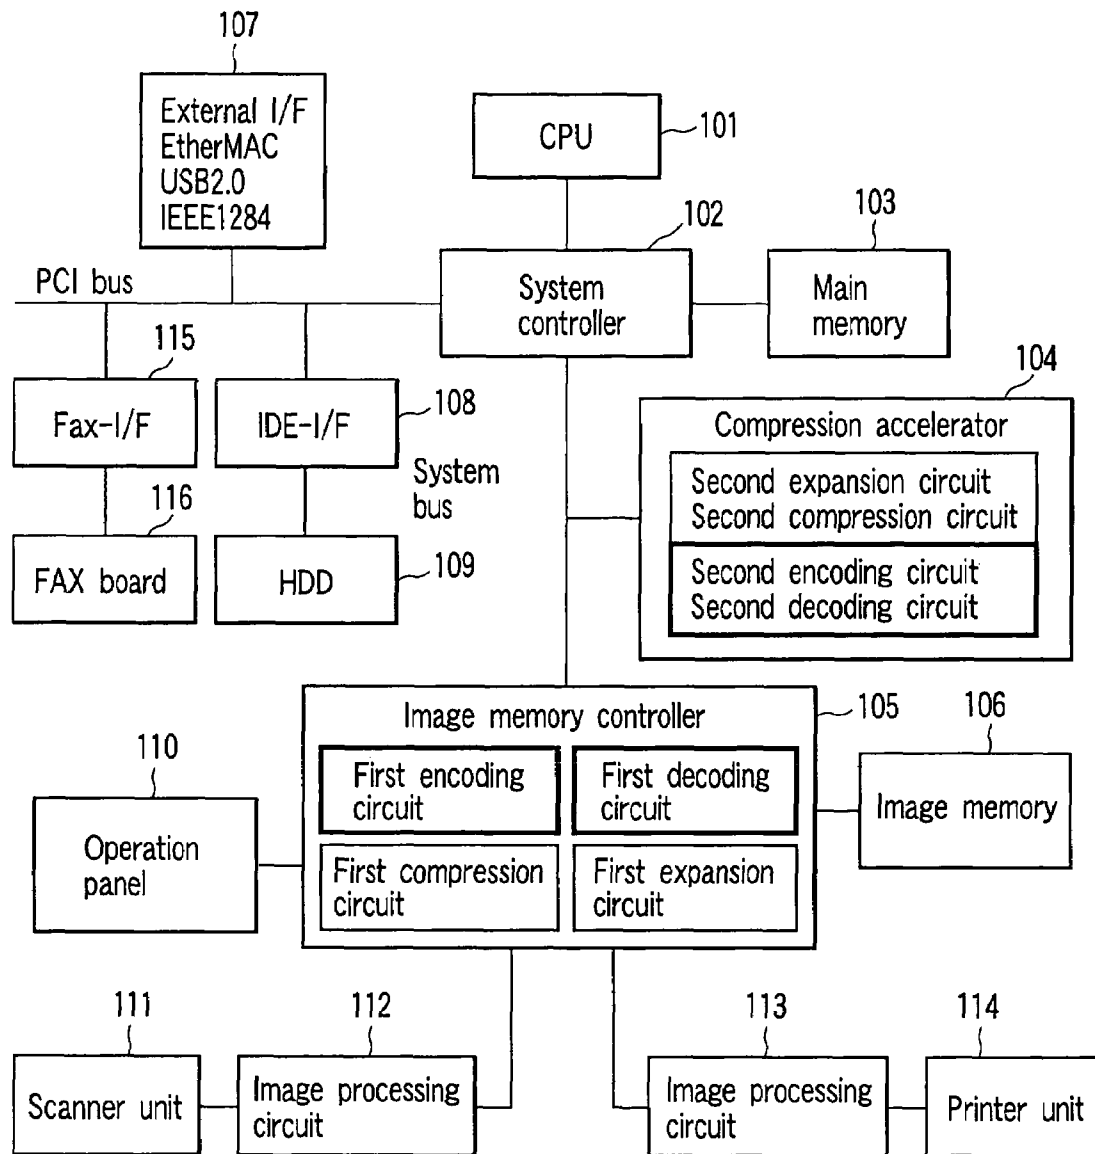 107
External I/F
EtherMAC
USB2.0
IEEE1284
CPU
101
102
103
PCI bus
System
controller
Main
memory
115
Fax-I/F
IDE-I/F
108
System
bus
116
FAX board
HDD
109
104
Compression accelerator
Second expansion circuit
Second compression circuit
Second encoding circuit
Second decoding circuit
Image memory controller
105
106
First encoding
circuit
First decoding
circuit
First compression
circuit
First expansion
circuit
Image memory
110
Operation
panel
111
112
113
114
Scanner unit
Image processing
circuit
Image processing
circuit
Printer unit